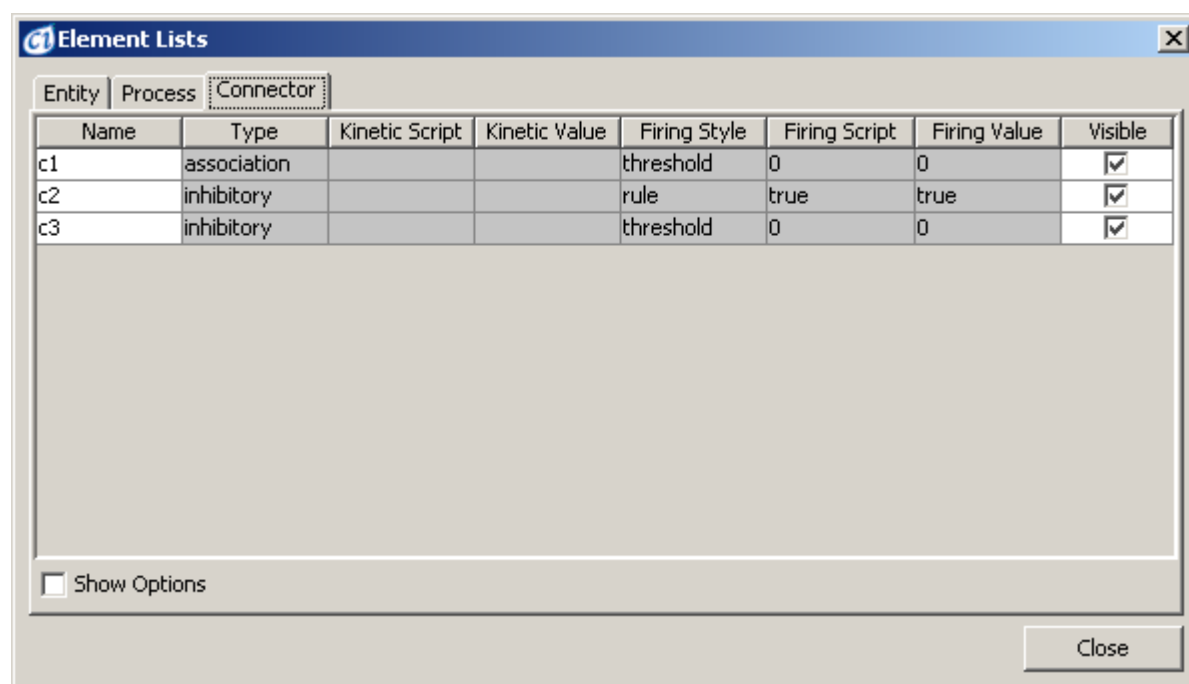 Element Lists
Entity Process Connector
Name Type Kinetic Script Kinetic Value Firing Style Firing Script Firing Value Visible
c1 association threshold 0 0
c2 inhibitory rule true true
c3 inhibitory threshold 0 0
Show Options
Close